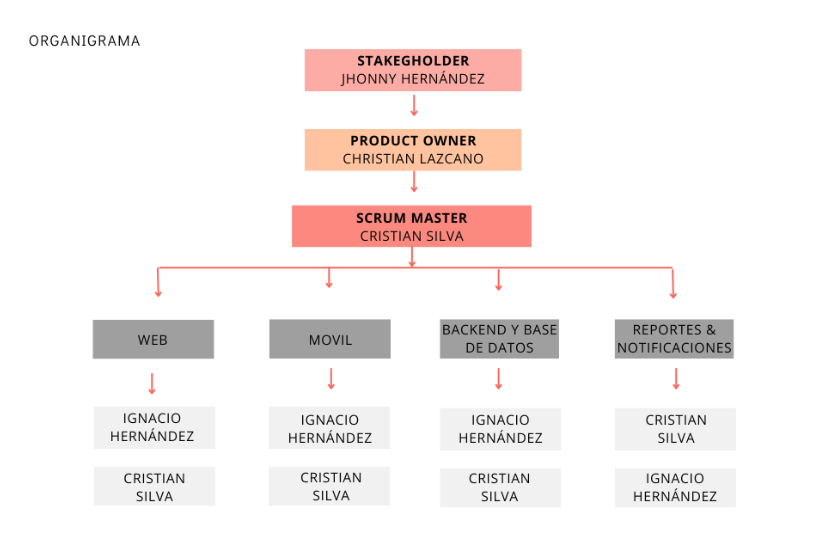 ORGANIGRAMA
STAKEGHOLDER
JHONNY HERNÁNDEZ
PRODUCT OWNER
CHRISTIAN LAZCANO
SCRUM MASTER
CRISTIAN SILVA
WEB
MOVIL
BACKEND Y BASE
DE DATOS
REPORTES &
NOTIFICACIONES
IGNACIO
HERNÁNDEZ
IGNACIO
HERNÁNDEZ
IGNACIO
HERNÁNDEZ
CRISTIAN
SILVA
CRISTIAN
SILVA
CRISTIAN
SILVA
CRISTIAN
SILVA
IGNACIO
HERNÁNDEZ